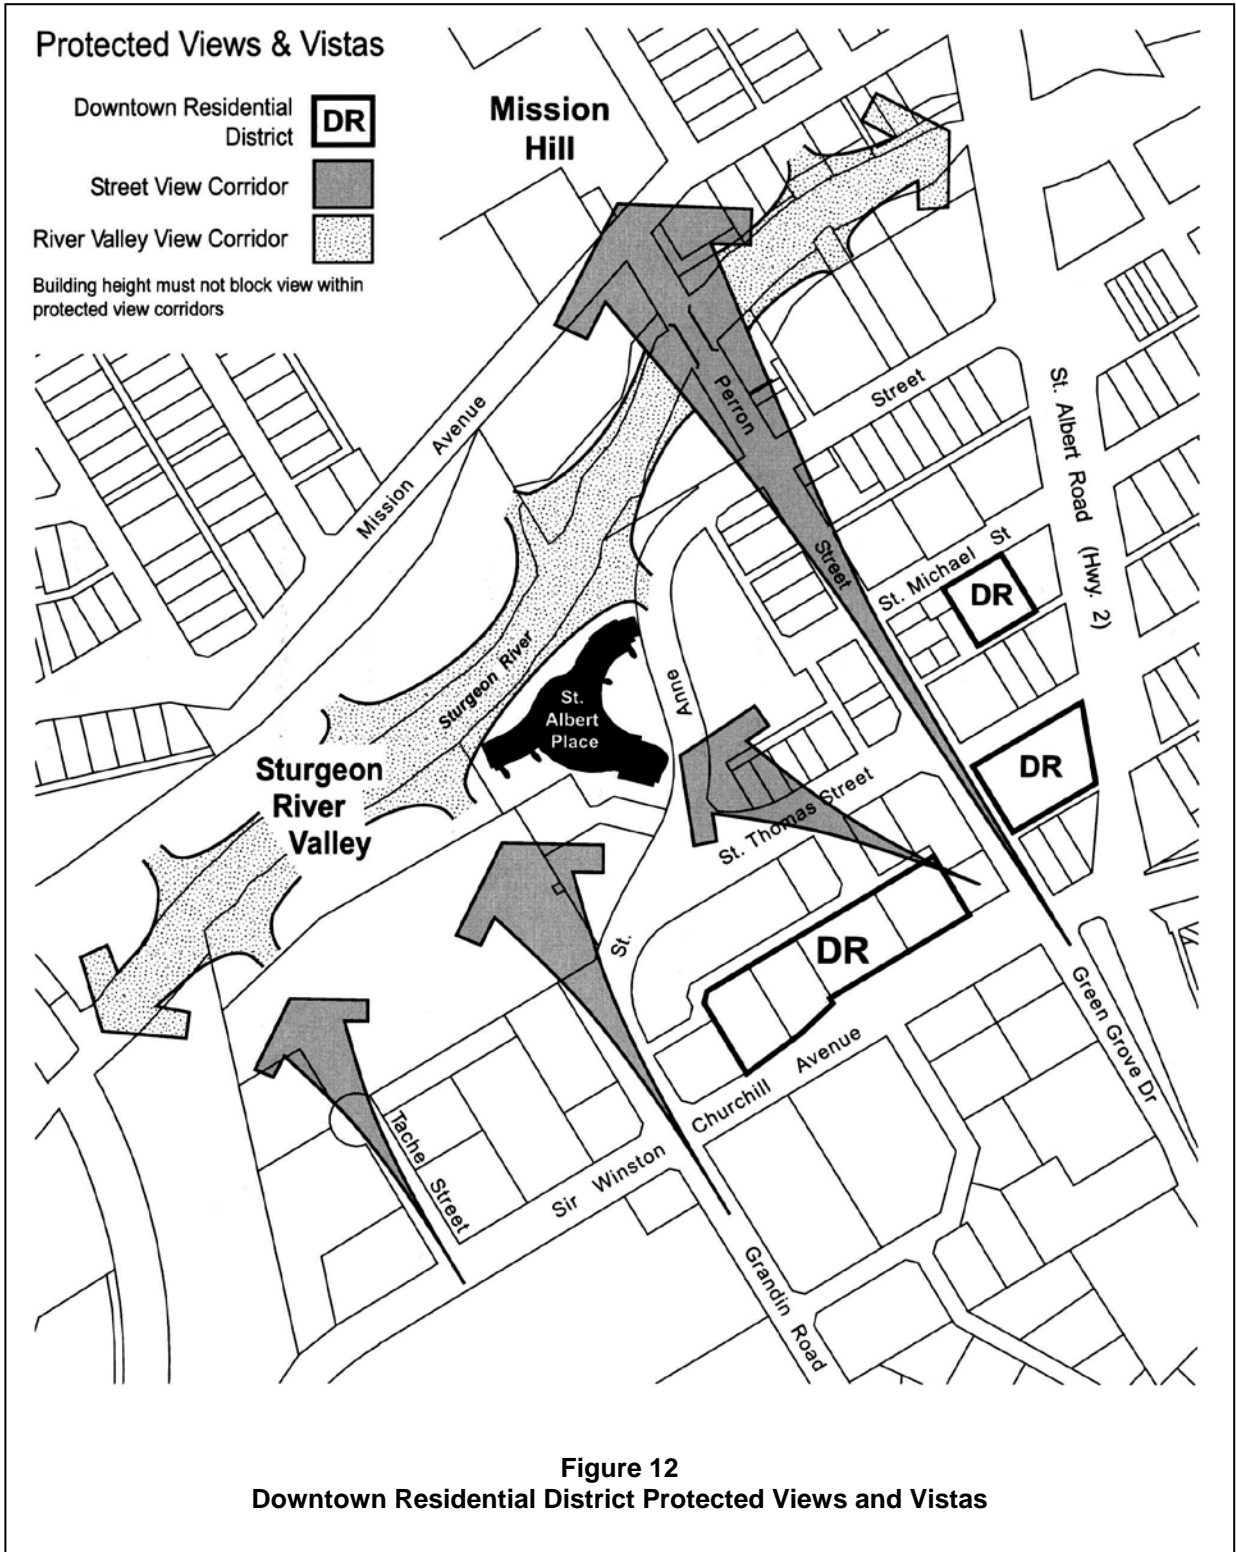 Protected Views & Vistas
Downtown Residential
District
DR
Street View Corridor
River Valley View Corridor
Building height must not block view within
protected view corridors
Mission
Hill
Mission Avenue
Perron Street
Street
St. Albert Road (Hwy. 2)
St. Michael St
DR
Sturgeon River
St.
Albert
Place
St. Anne
DR
Sturgeon
River
Valley
St. Thomas Street
DR
Green Grove Dr
Tache Street
Sir Winston Churchill Avenue
Grandin Road
Figure 12
Downtown Residential District Protected Views and Vistas